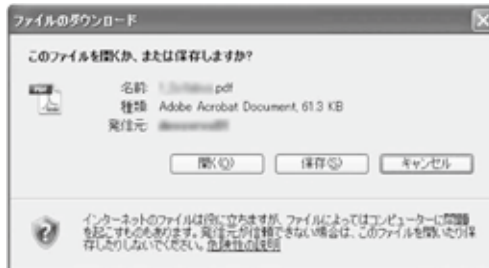 ファイルのダウンロード
このファイルを開くか、または保存しますか?
名前: pdf
種類: Adobe Acrobat Document, 61.3 KB
発信元:
開く(O) 保存(S) キャンセル
インターネットのファイルは役に立ちますが、ファイルによってはコンピューターに問題
を起こすものもあります。発信元が信頼できない場合は、このファイルを開いたり保
存したりしないでください。危険性の説明